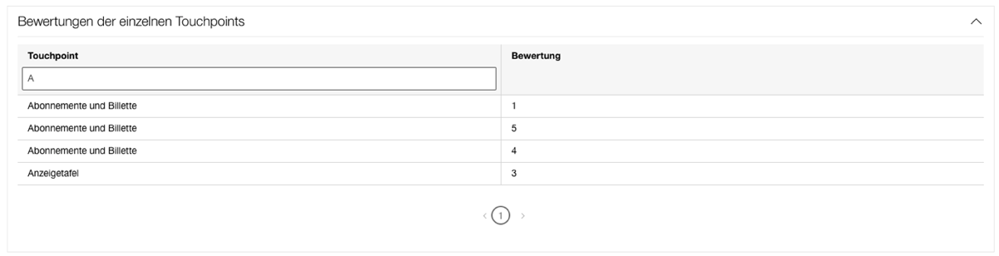 Bewertungen der einzelnen Touchpoints
Touchpoint Bewertung
A
Abonnemente und Billette 1
Abonnemente und Billette 5
Abonnemente und Billette 4
Anzeigetafel 3
1